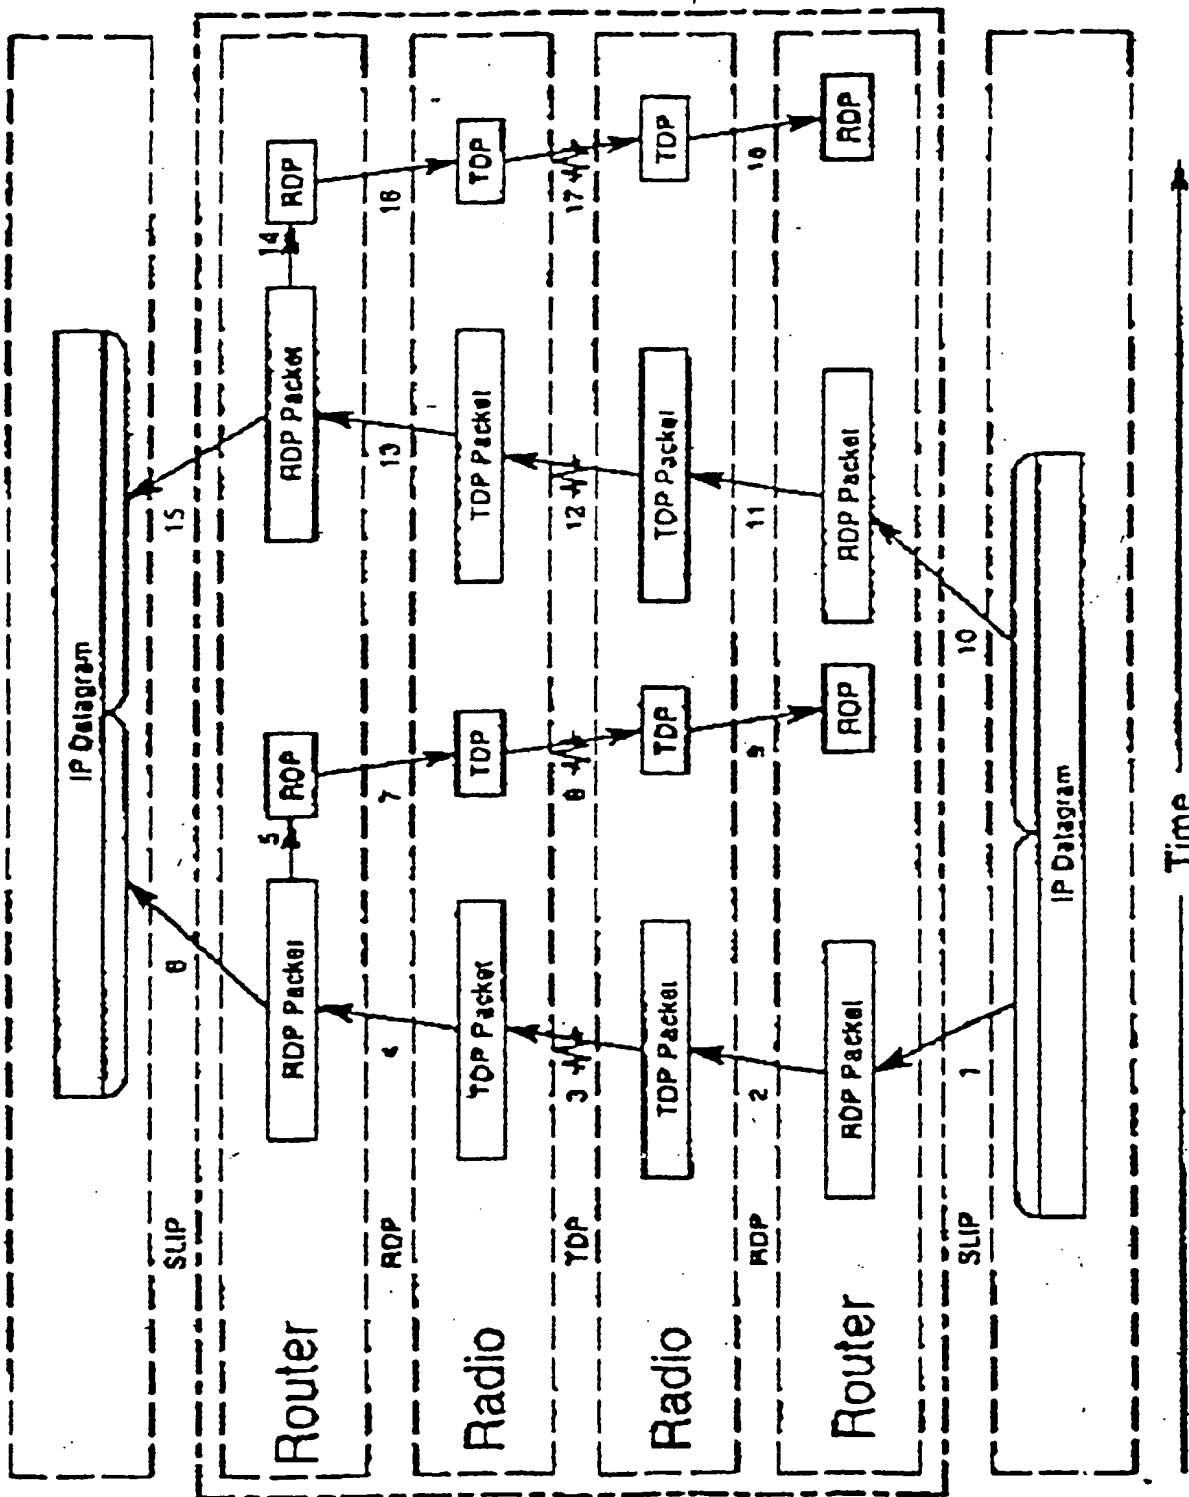 IP Datagram
SLIP 6 15
Router RDP Packet 5 RDP RDP Packet 14 RDP
RDP 4 7 13 16
Radio TDP Packet TDP TDP Packet TDP
TDP 3 8 12 17
Radio TDP Packet TDP TDP Packet TDP
RDP 2 9 11 18
Router RDP Packet RDP RDP Packet RDP
SLIP 1 10
IP Datagram
Time